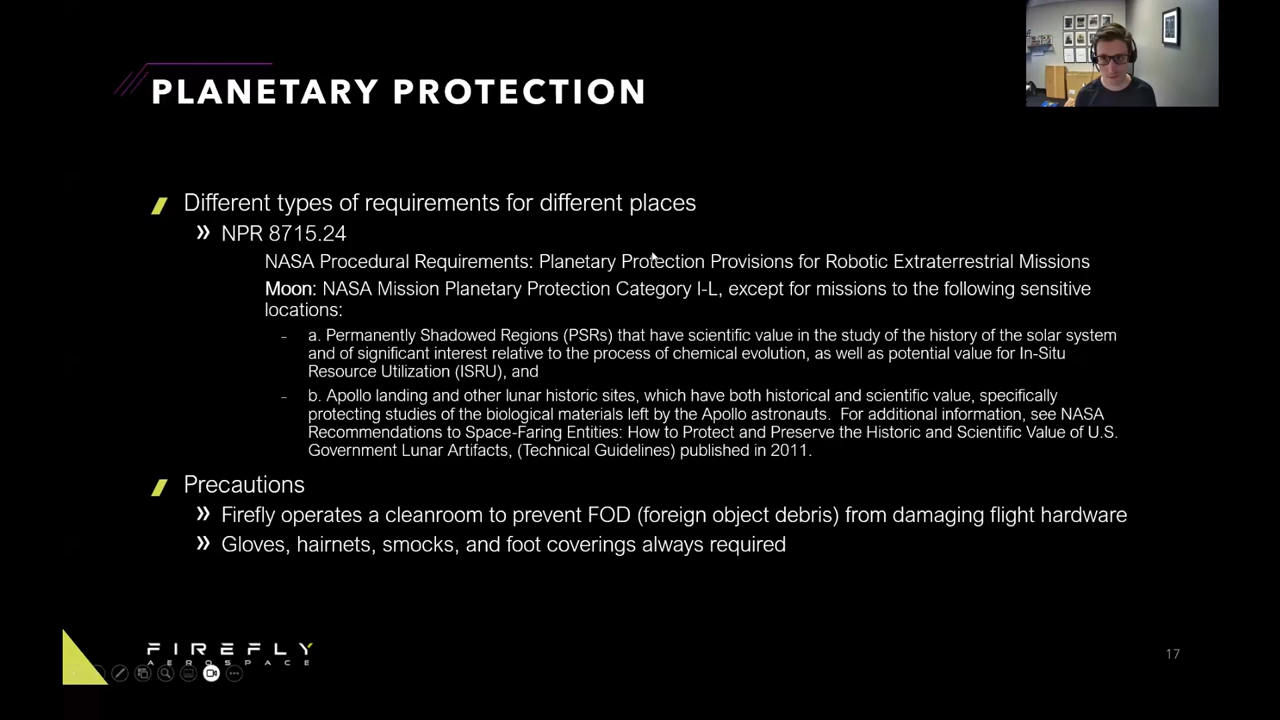 PLANETARY PROTECTION
Different types of requirements for different places
» NPR 8715.24
NASA Procedural Requirements: Planetary Protection Provisions for Robotic Extraterrestrial Missions
Moon: NASA Mission Planetary Protection Category I-L, except for missions to the following sensitive
locations:
- a. Permanently Shadowed Regions (PSRs) that have scientific value in the study of the history of the solar system
and of significant interest relative to the process of chemical evolution, as well as potential value for In-Situ
Resource Utilization (ISRU), and
- b. Apollo landing and other lunar historic sites, which have both historical and scientific value, specifically
protecting studies of the biological materials left by the Apollo astronauts. For additional information, see NASA
Recommendations to Space-Faring Entities: How to Protect and Preserve the Historic and Scientific Value of U.S.
Government Lunar Artifacts, (Technical Guidelines) published in 2011.
Precautions
» Firefly operates a cleanroom to prevent FOD (foreign object debris) from damaging flight hardware
» Gloves, hairnets, smocks, and foot coverings always required
FIREFLY
AEROSPACE
17